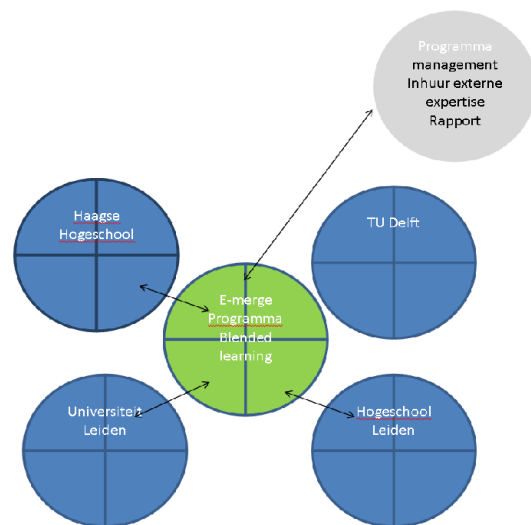 Programma
management
Inhuur externe
expertise
Rapport
Haagse
Hogeschool
TU Delft
E-merge
Programma
Blended
learning
Universiteit
Leiden
Hogeschool
Leiden